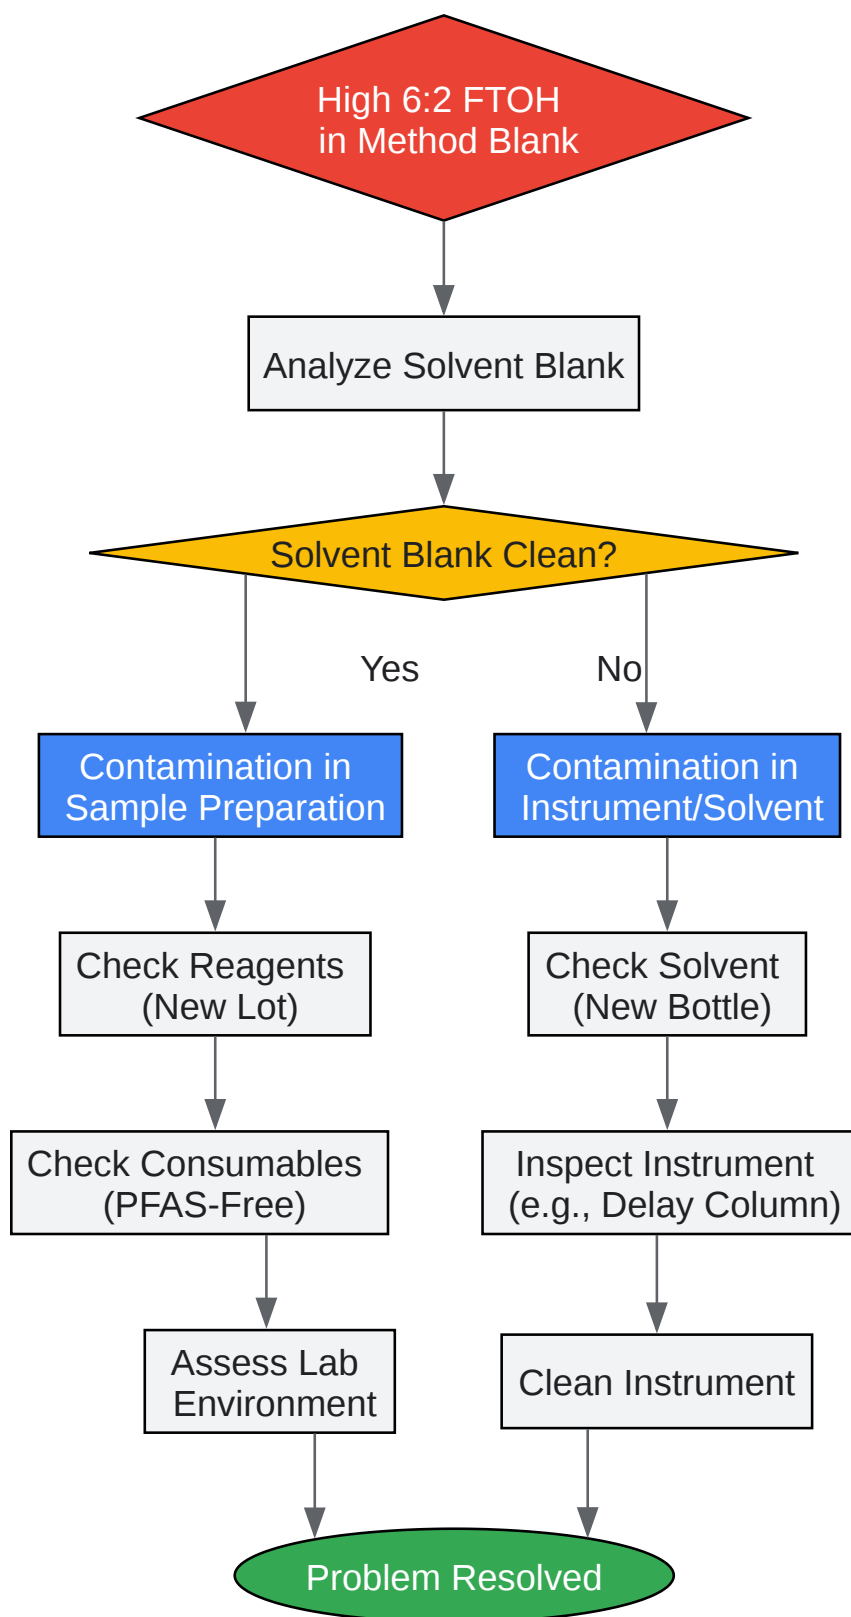 High 6:2 FTOH
in Method Blank
Analyze Solvent Blank
Solvent Blank Clean?
Yes
No
Contamination in
Sample Preparation
Contamination in
Instrument/Solvent
Check Reagents
(New Lot)
Check Solvent
(New Bottle)
Check Consumables
(PFAS-Free)
Inspect Instrument
(e.g., Delay Column)
Assess Lab
Environment
Clean Instrument
Problem Resolved